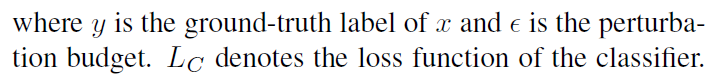 where y is the ground-truth label of x and ϵ is the perturba-
tion budget. L_C denotes the loss function of the classifier.